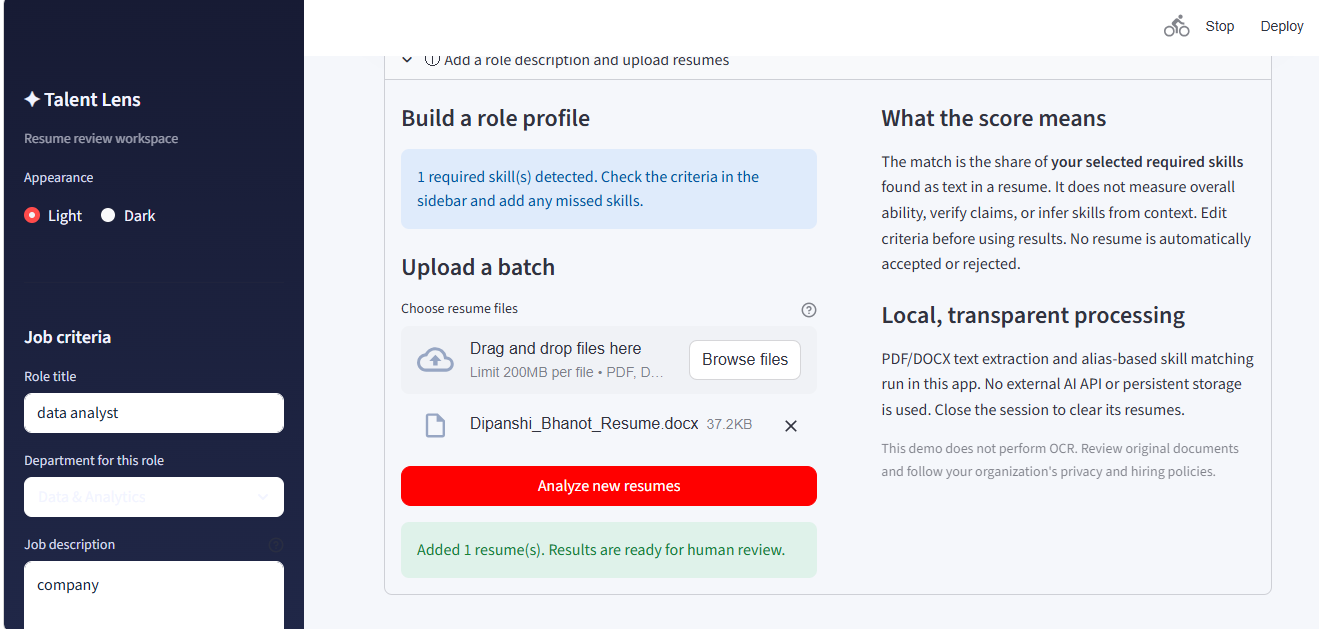 Stop
Deploy
Talent Lens
Resume review workspace
Appearance
Light
Dark
Job criteria
Role title
data analyst
Department for this role
Data & Analytics
Job description
company
Add a role description and upload resumes
Build a role profile
1 required skill(s) detected. Check the criteria in the
sidebar and add any missed skills.
Upload a batch
Choose resume files
Drag and drop files here
Limit 200MB per file • PDF, D…
Browse files
Dipanshi_Bhanot_Resume.docx 37.2KB
Analyze new resumes
Added 1 resume(s). Results are ready for human review.
What the score means
The match is the share of your selected required skills
found as text in a resume. It does not measure overall
ability, verify claims, or infer skills from context. Edit
criteria before using results. No resume is automatically
accepted or rejected.
Local, transparent processing
PDF/DOCX text extraction and alias-based skill matching
run in this app. No external AI API or persistent storage
is used. Close the session to clear its resumes.
This demo does not perform OCR. Review original documents
and follow your organization's privacy and hiring policies.